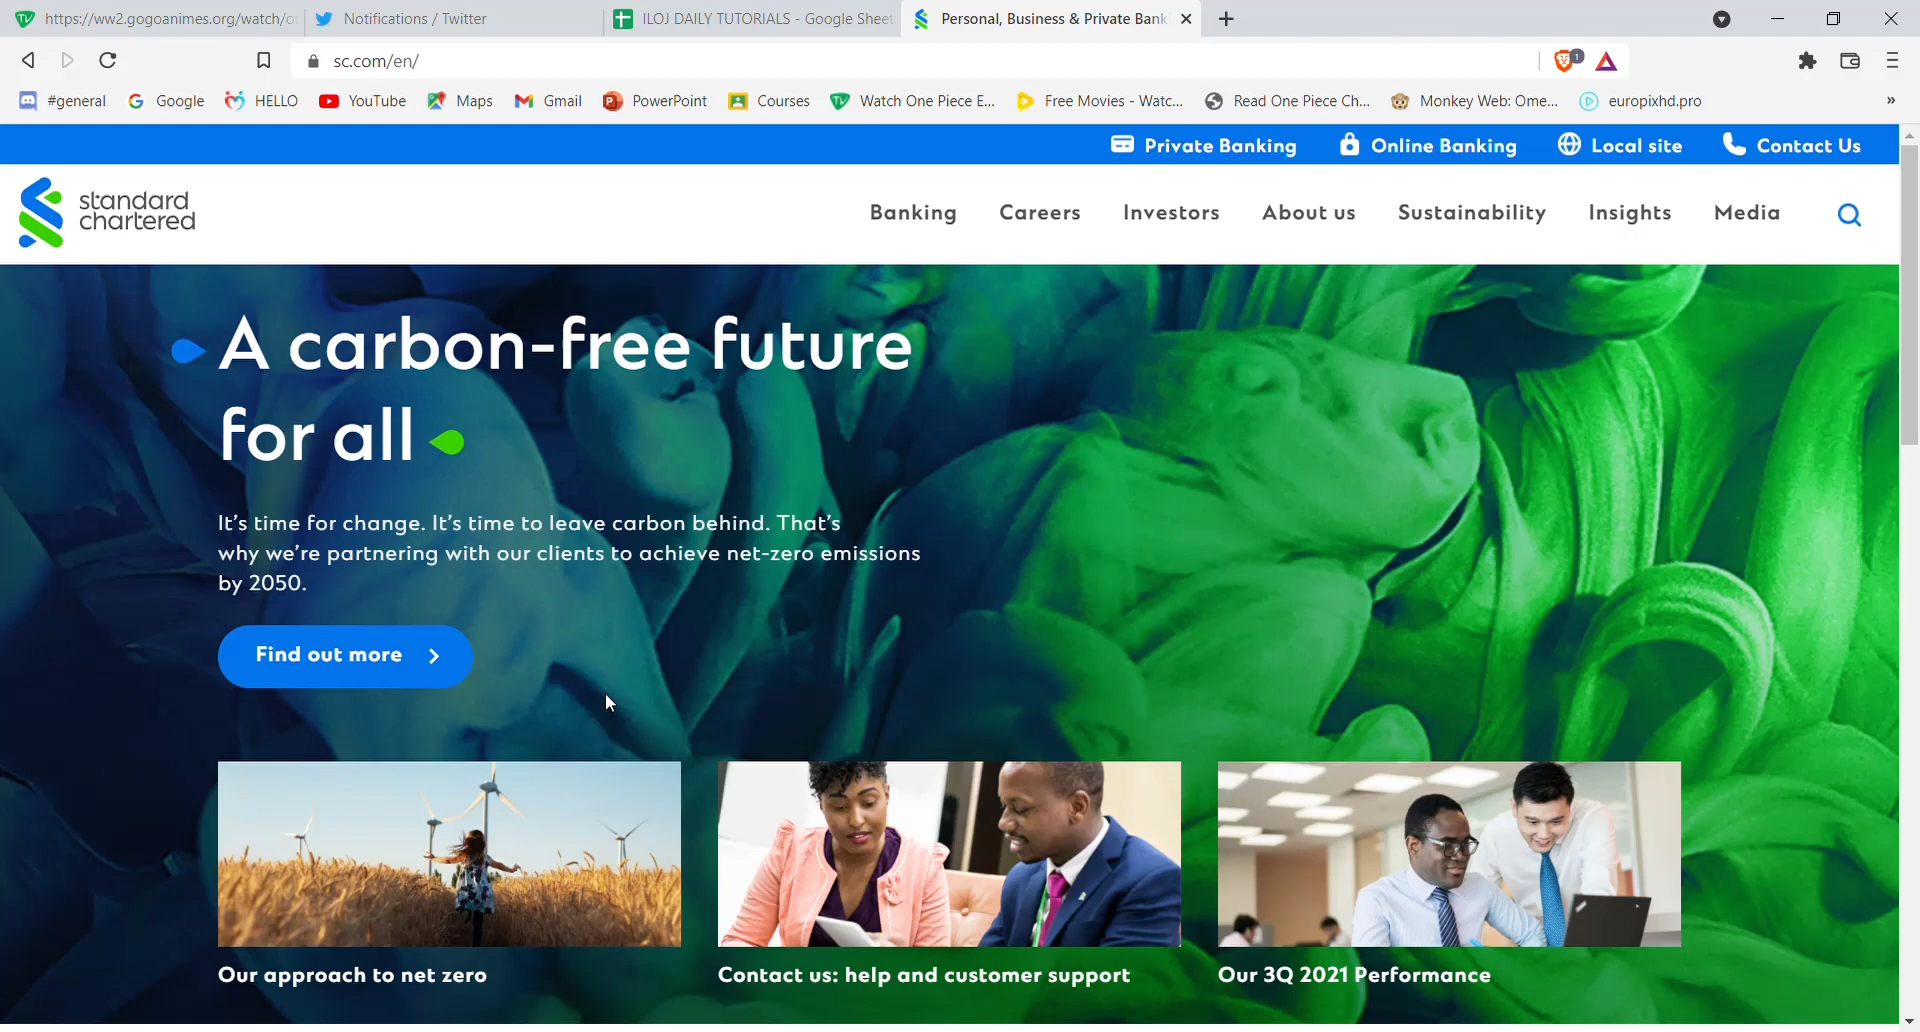 https://ww2.gogoanimes.org/watch/o
Notifications / Twitter
ILOJ DAILY TUTORIALS - Google Sheet
Personal, Business & Private Bank
sc.com/en/
1
#general
Google
HELLO
YouTube
Maps
Gmail
PowerPoint
Courses
Watch One Piece E...
Free Movies - Watc...
Read One Piece Ch...
Monkey Web: Ome...
europixhd.pro
»
Private Banking
Online Banking
Local site
Contact Us
standard
chartered
Banking
Careers
Investors
About us
Sustainability
Insights
Media
A carbon-free future
for all
It's time for change. It's time to leave carbon behind. That's
why we're partnering with our clients to achieve net-zero emissions
by 2050.
Find out more
Our approach to net zero
Contact us: help and customer support
Our 3Q 2021 Performance